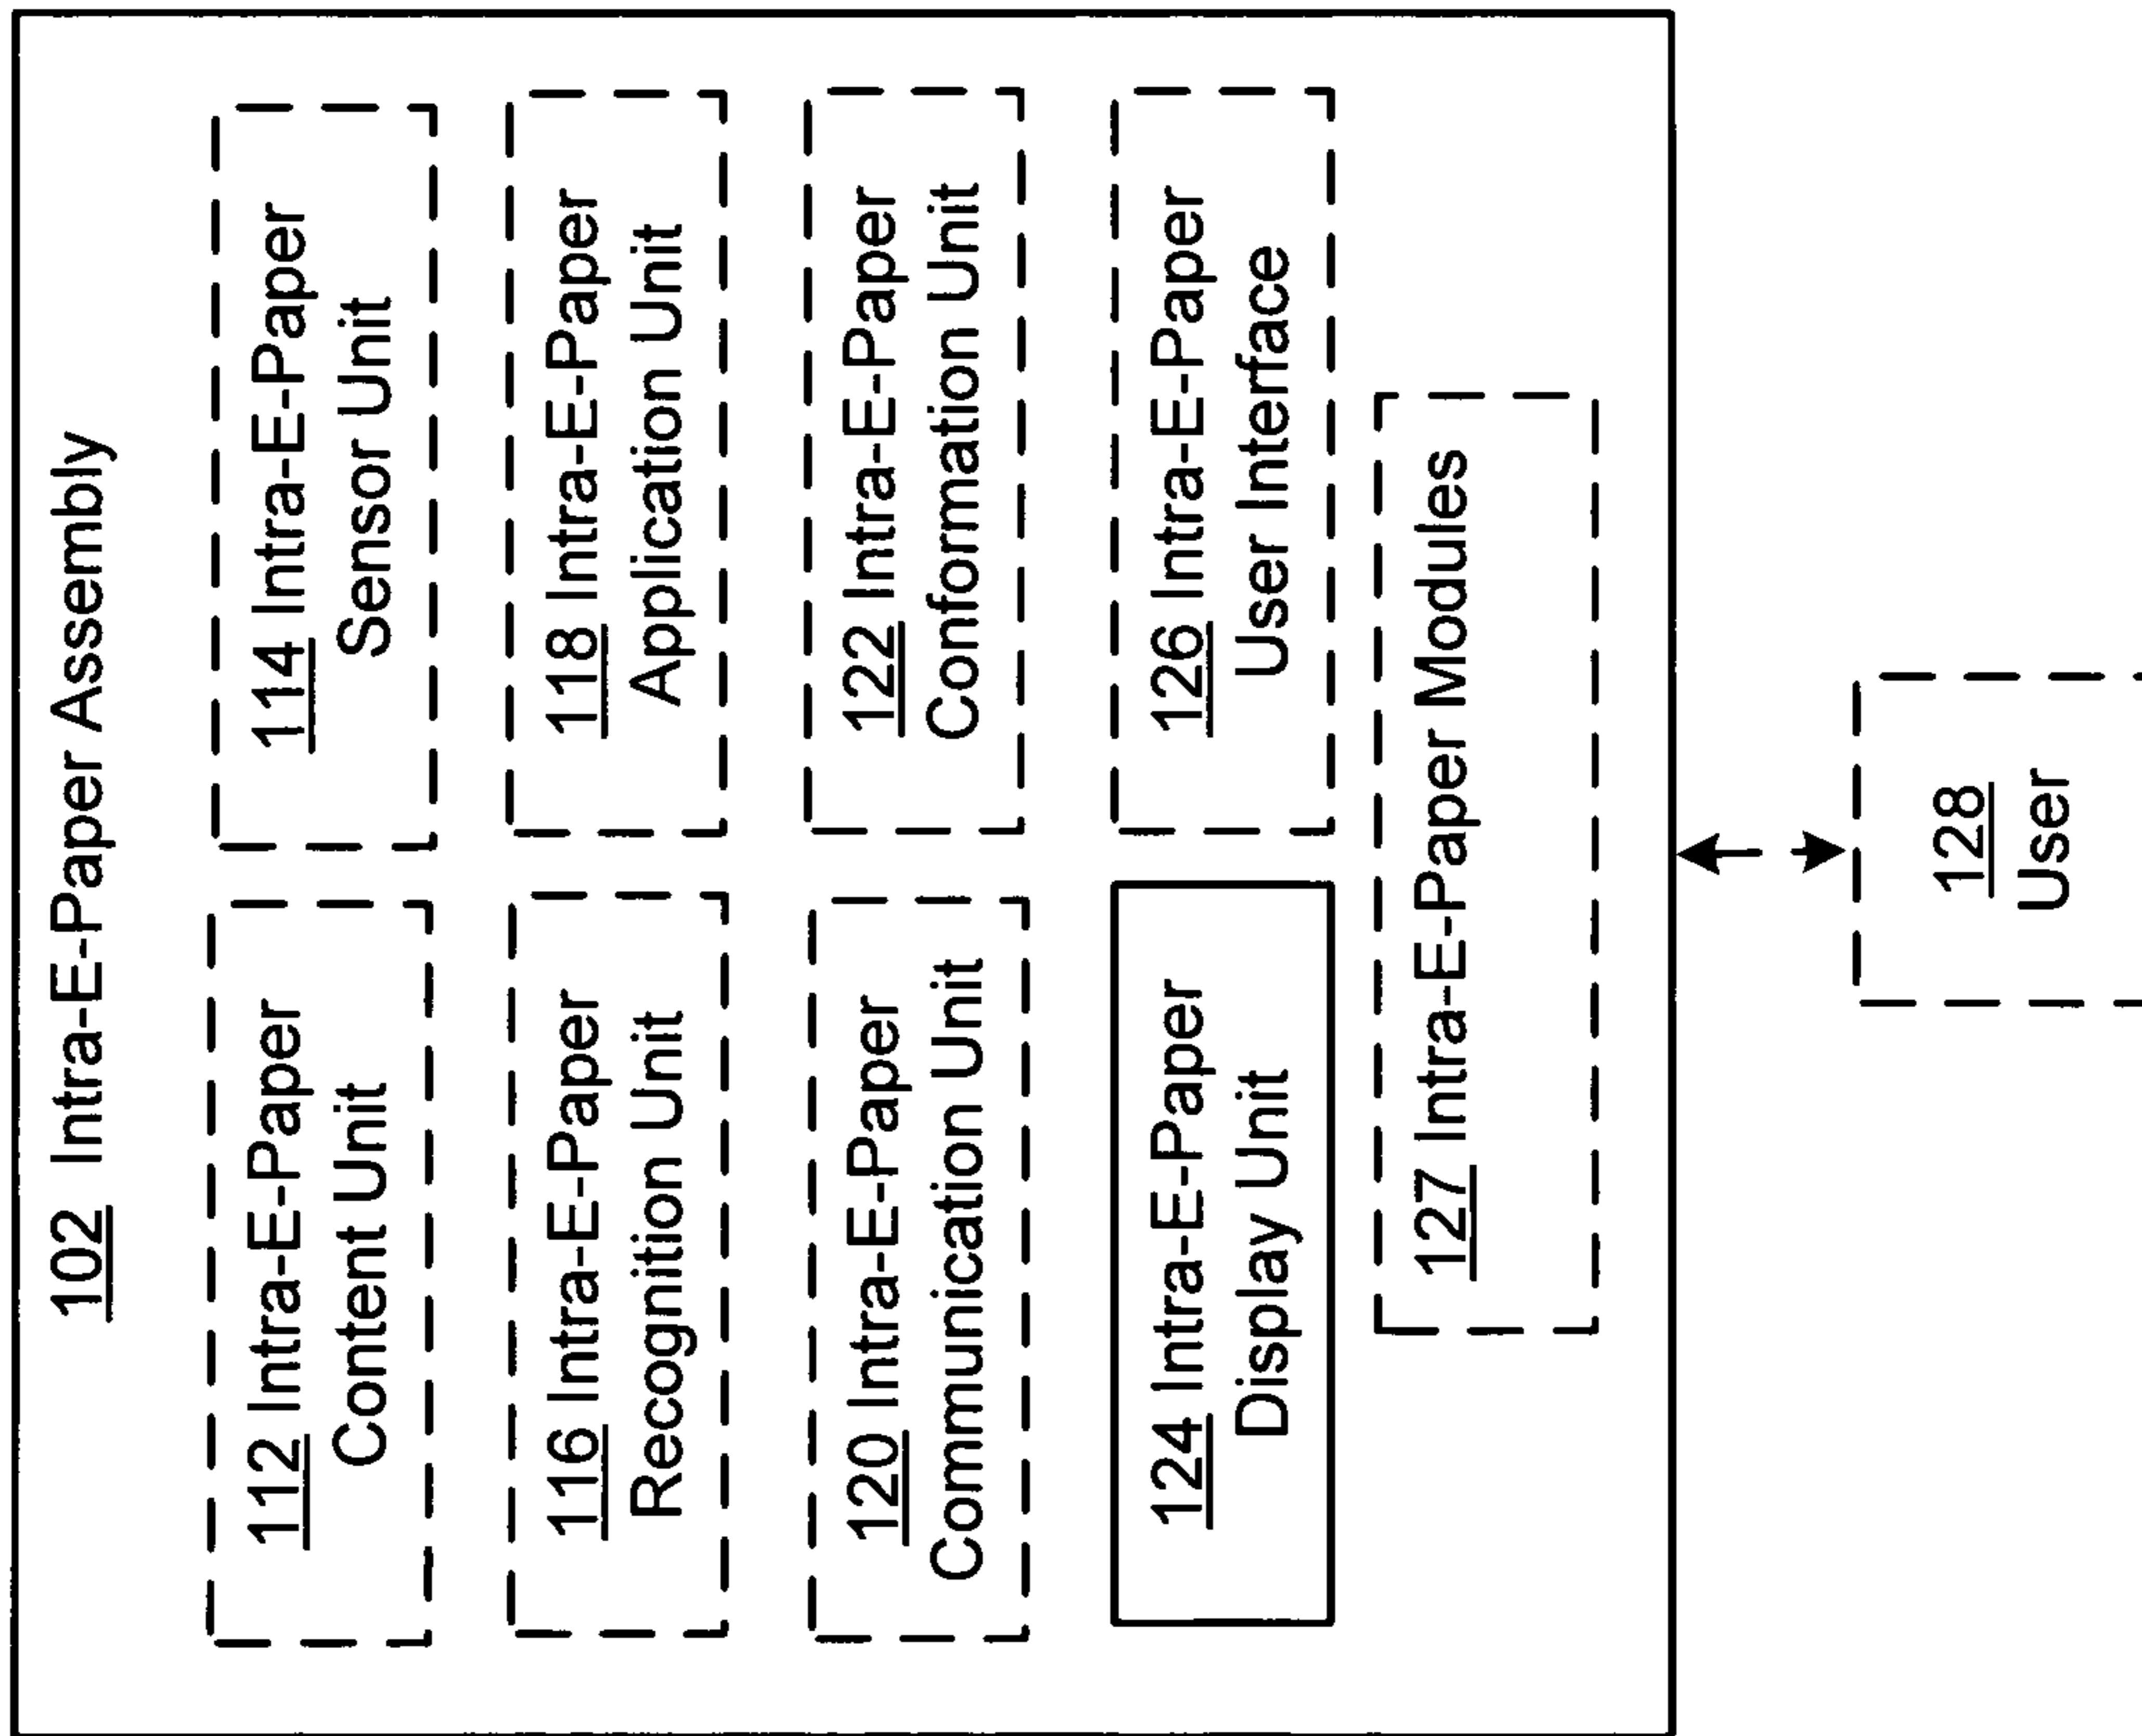 102 Intra-E-Paper Assembly
112 Intra-E-Paper
Content Unit
114 Intra-E-Paper
Sensor Unit
116 Intra-E-Paper
Recognition Unit
118 Intra-E-Paper
Application Unit
120 Intra-E-Paper
Communication Unit
122 Intra-E-Paper
Conformation Unit
124 Intra-E-Paper
Display Unit
126 Intra-E-Paper
User Interface
127 Intra-E-Paper Modules
128
User